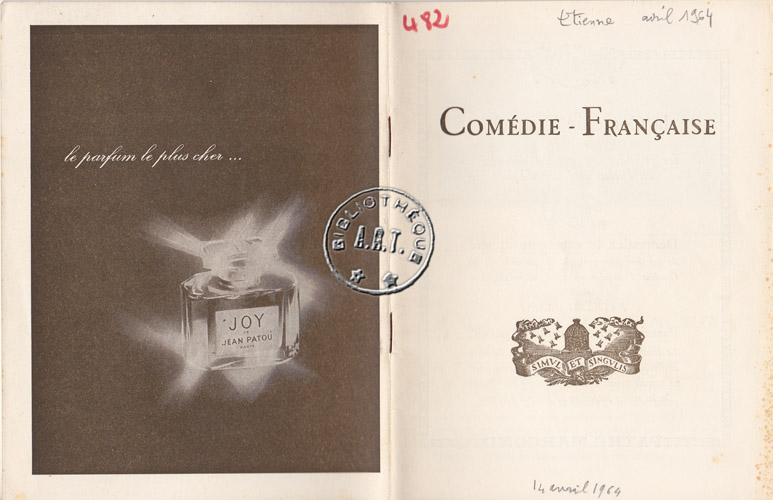 le parfum le plus cher ...
JOY
DE
JEAN PATOU
PARIS
BIBLIOTHÈQUE
A.R.T.
482
Etienne avril 1964
COMÉDIE - FRANÇAISE
SIMVL ET SINGVLIS
14 avril 1964